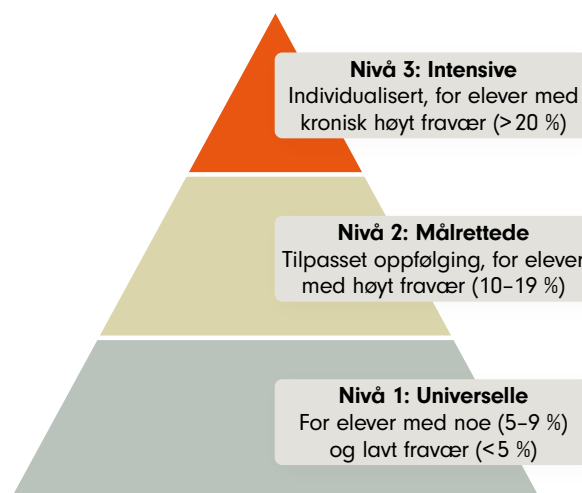 Nivå 3: Intensive
Individualisert, for elever med
kronisk høyt fravær (>20 %)
Nivå 2: Målrettede
Tilpasset oppfølging, for elever
med høyt fravær (10–19 %)
Nivå 1: Universelle
For elever med noe (5–9 %)
og lavt fravær (<5 %)